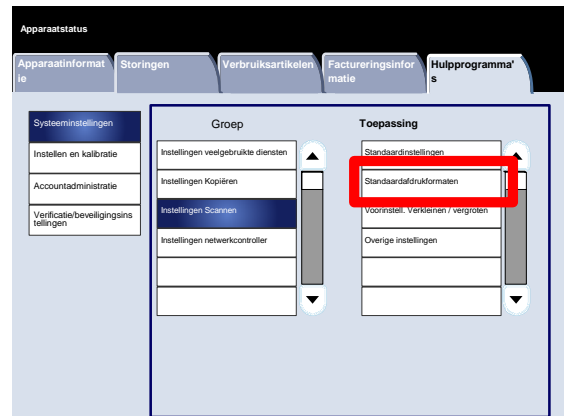 Apparaatstatus
Apparaatinformat
ie
Storingen
Verbruiksartikelen
Factureringsinfor
matie
Hulpprogramma'
s
Systeeminstellingen
Instellen en kalibratie
Accountadministratie
Verificatie/beveiligingsins
tellingen
Groep
Instellingen veelgebruikte diensten
Instellingen Kopiëren
Instellingen Scannen
Instellingen netwerkcontroller
Toepassing
Standaardinstellingen
Standaardafdrukformaten
Voorinstell. Verkleinen / vergroten
Overige instellingen